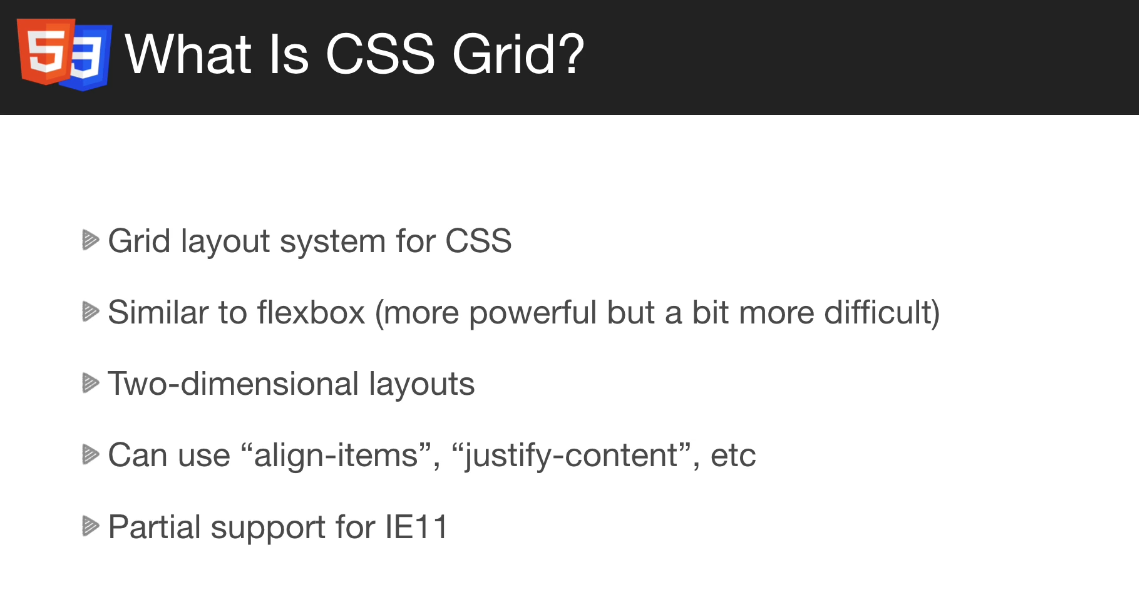 5 3 What Is CSS Grid?
Grid layout system for CSS
Similar to flexbox (more powerful but a bit more difficult)
Two-dimensional layouts
Can use “align-items”, “justify-content”, etc
Partial support for IE11